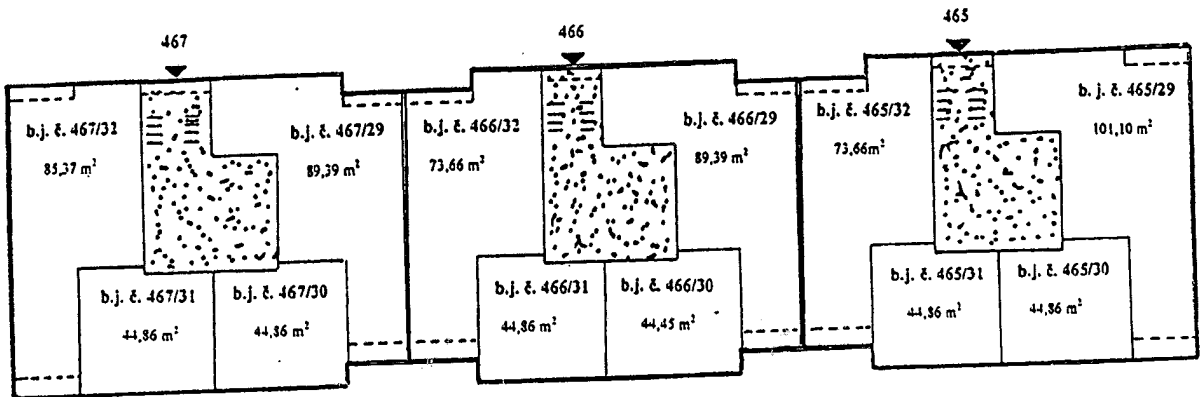 467
466
465
b.j. č. 467/32
85,37 m²
b.j. č. 467/29
89,39 m²
b.j. č. 466/32
73,66 m²
b.j. č. 466/29
89,39 m²
b.j. č. 465/32
73,66m²
b.j. č. 465/29
101,10 m²
b.j. č. 467/31
44,86 m²
b.j. č. 467/30
44,86 m²
b.j. č. 466/31
44,86 m²
b.j. č. 466/30
44,45 m²
b.j. č. 465/31
44,86 m²
b.j. č. 465/30
44,86 m²